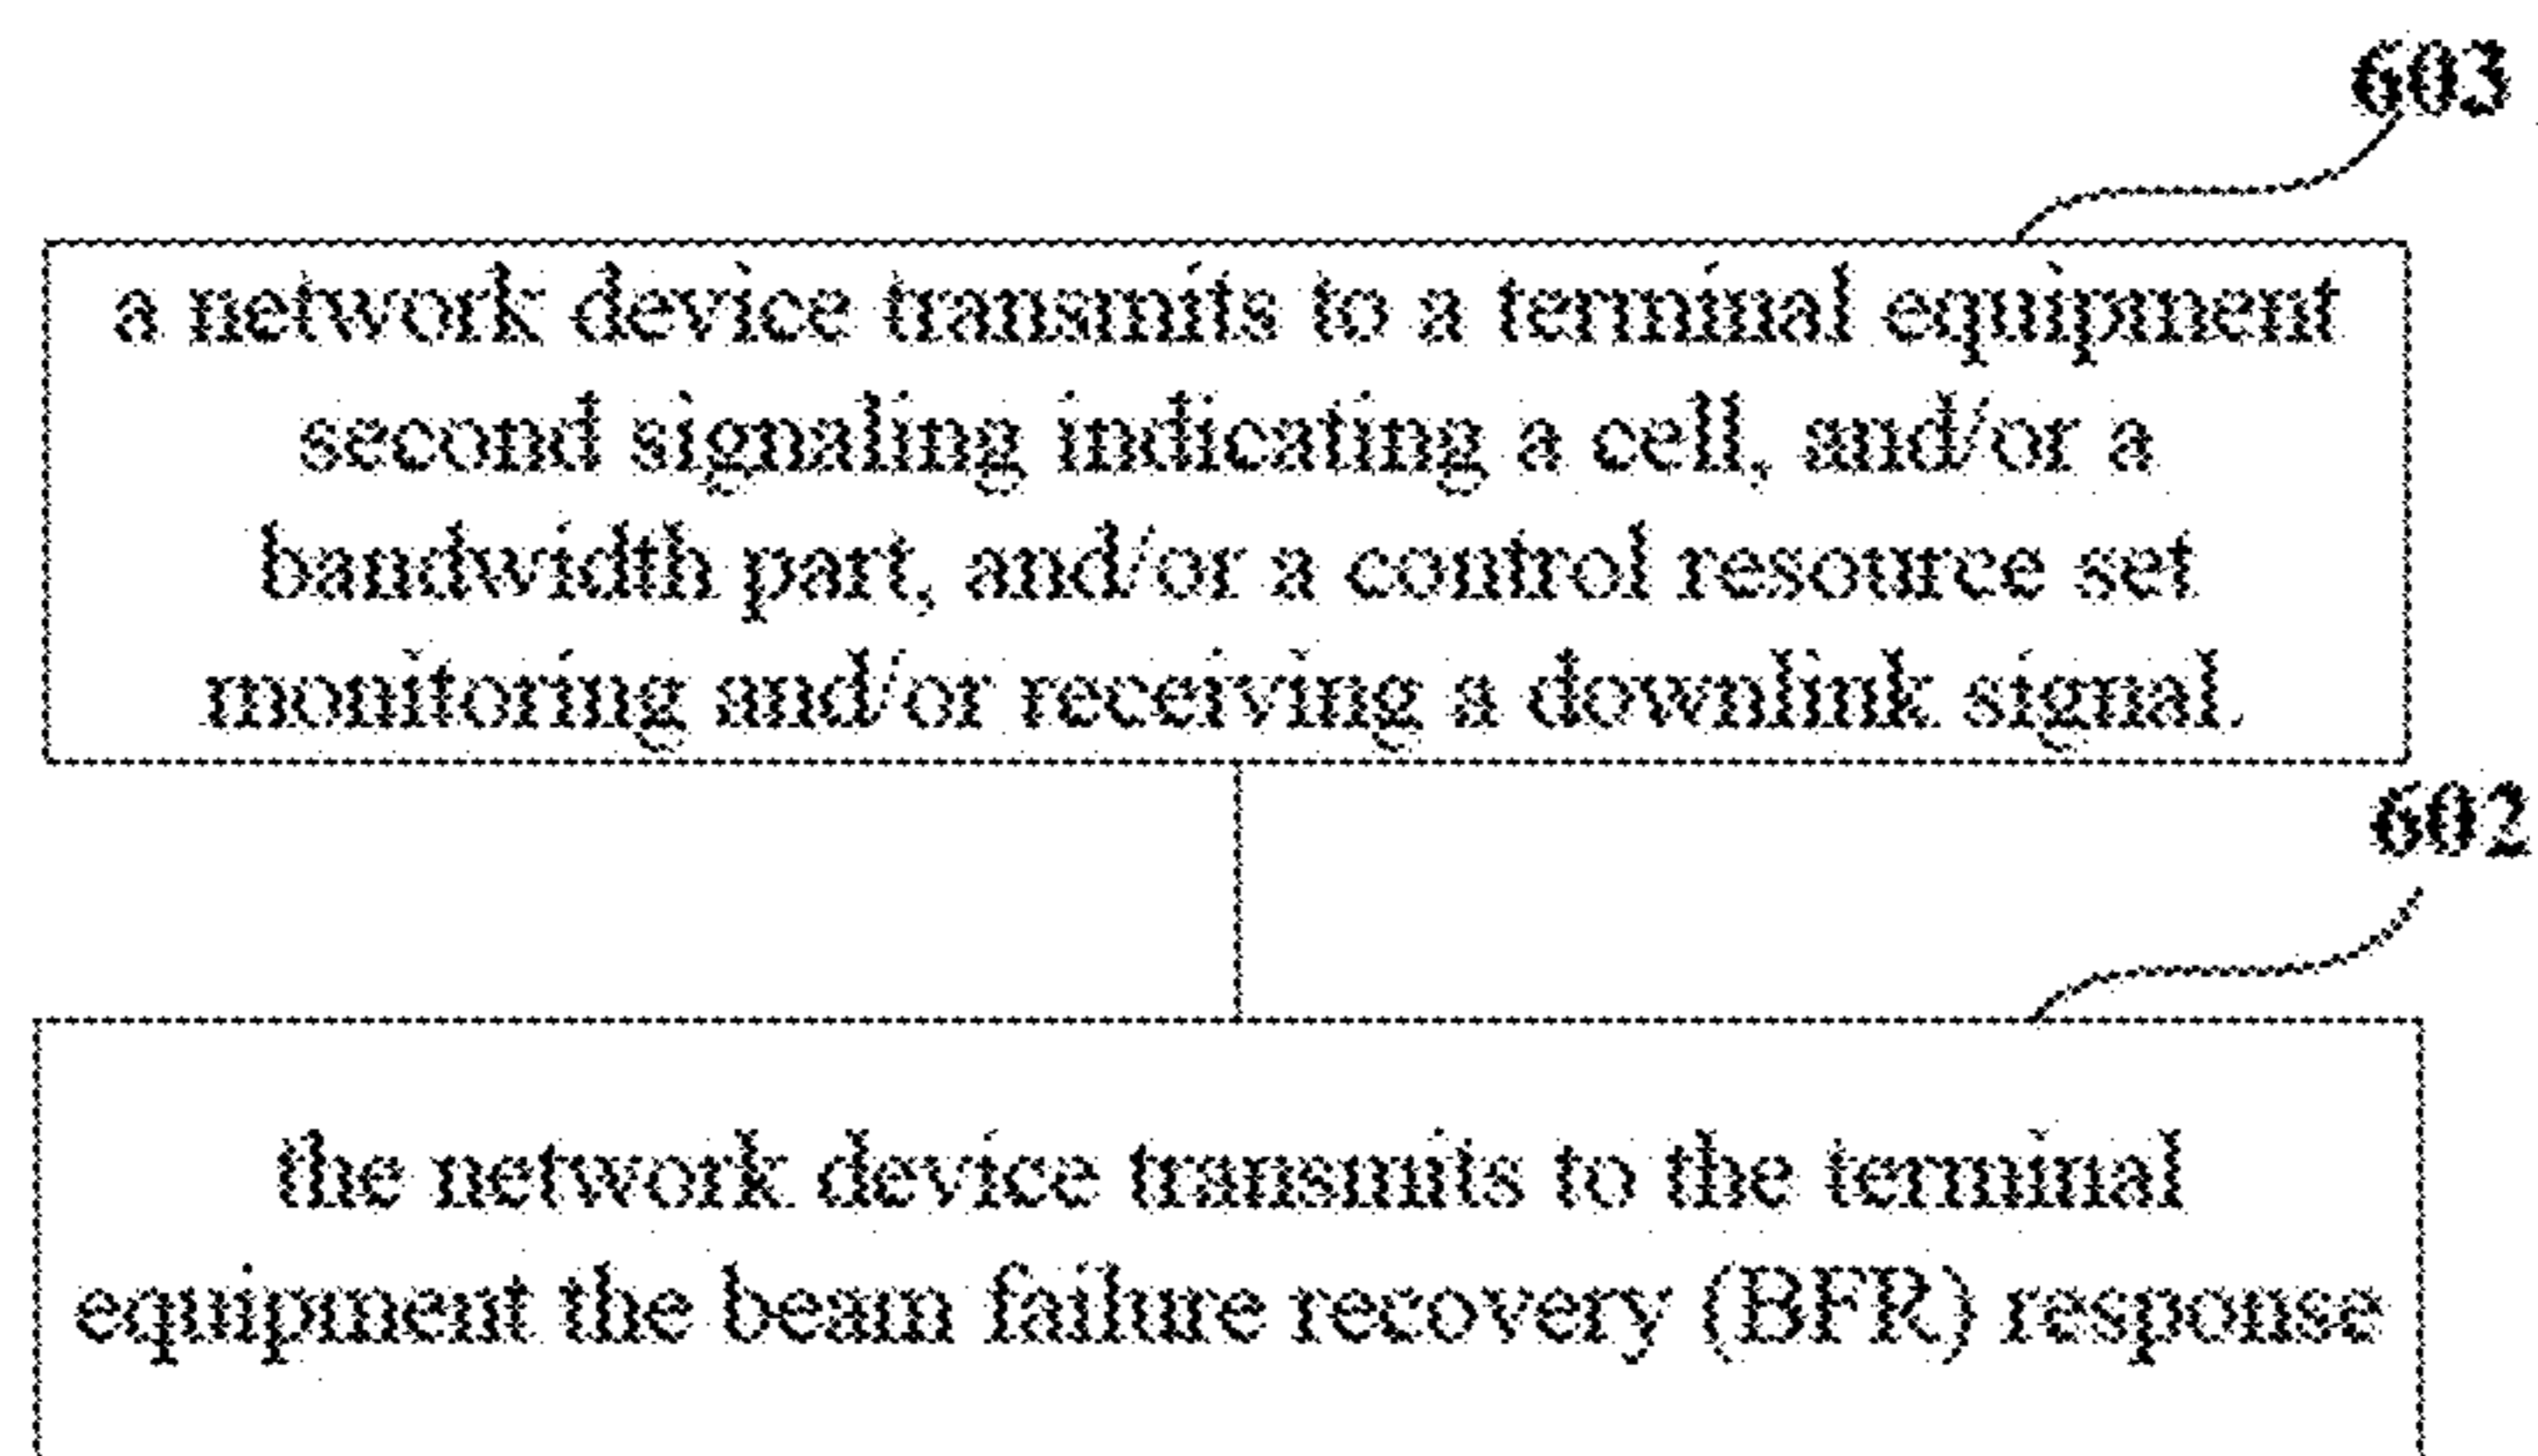 603
a network device transmits to a terminal equipment
second signaling indicating a cell, and/or a
bandwidth part, and/or a control resource set
monitoring and/or receiving a downlink signal.
602
the network device transmits to the terminal
equipment the beam failure recovery (BFR) response